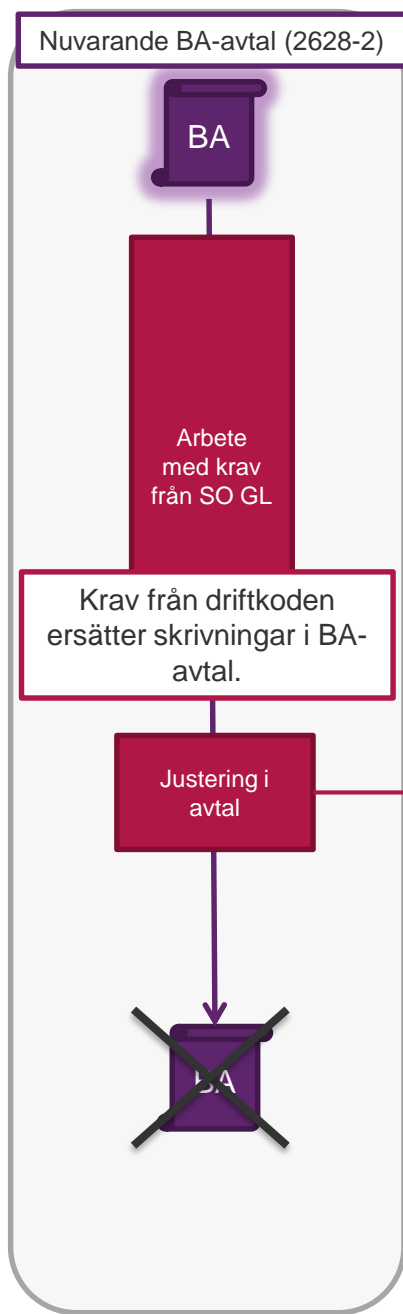 Nuvarande BA-avtal (2628-2)
BA
Arbete
med krav
från SO GL
Krav från driftkoden
ersätter skrivningar i BA-
avtal.
Justering i
avtal
BA